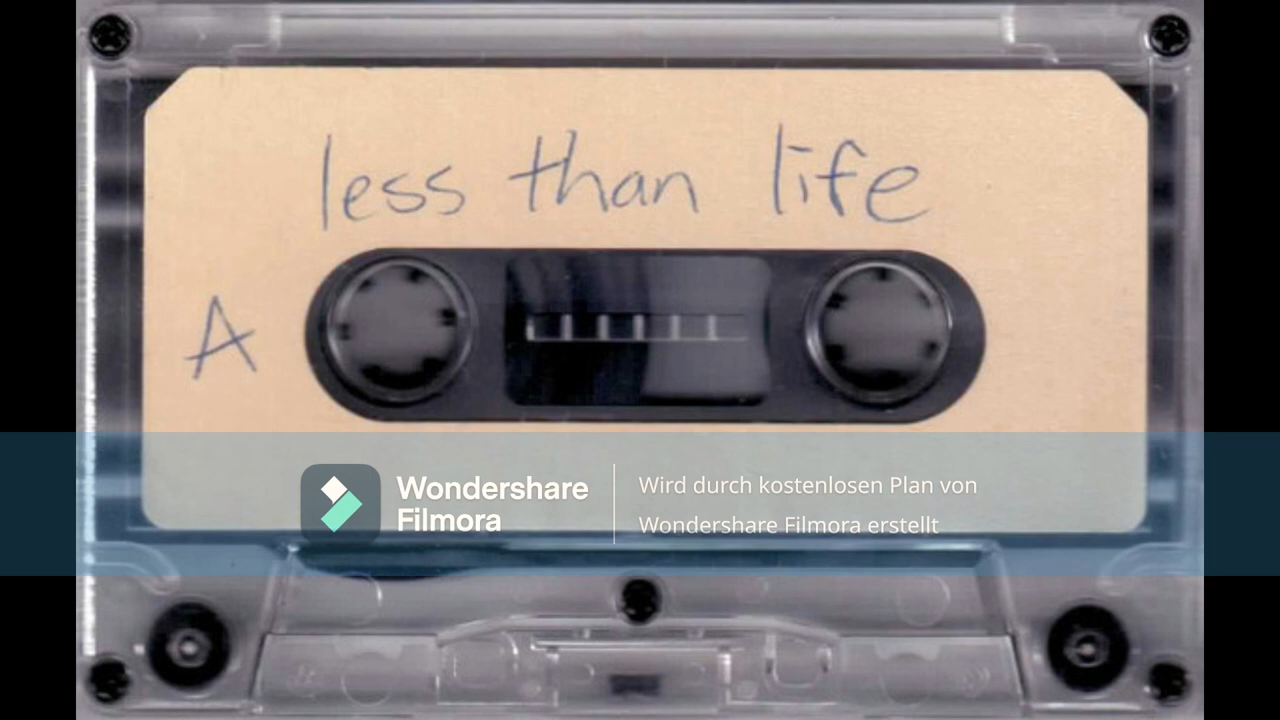 less than life
A
Wondershare
Filmora
Wird durch kostenlosen Plan von
Wondershare Filmora erstellt